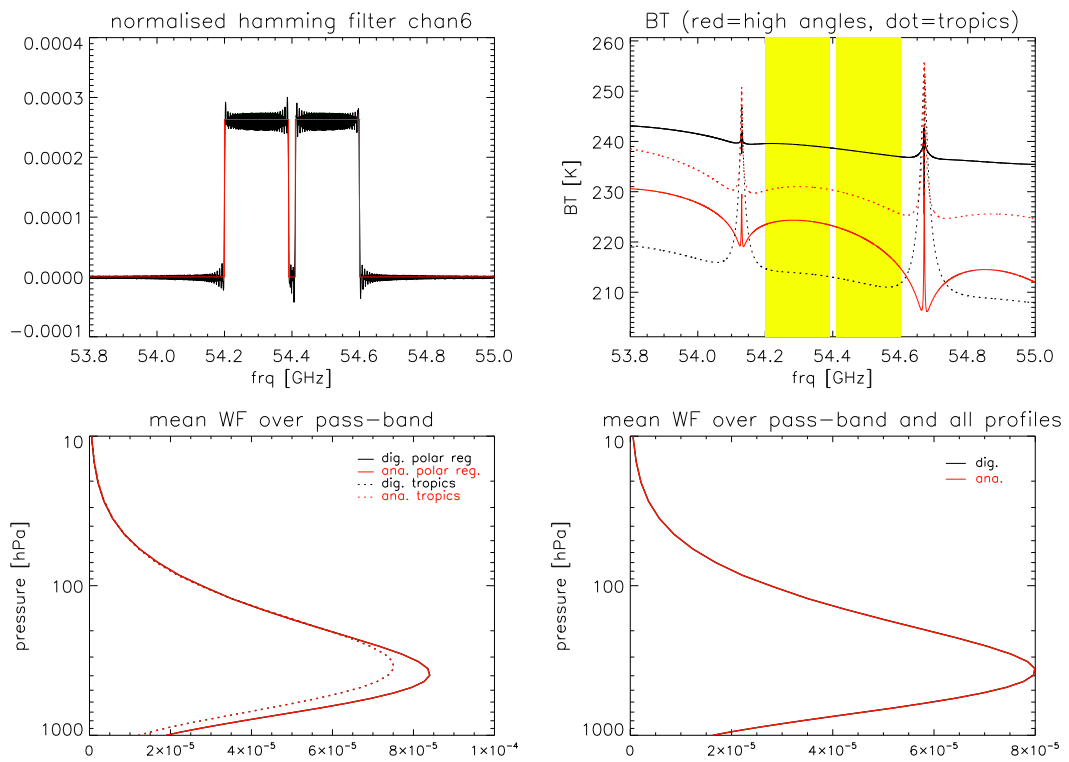 normalised hamming filter chan6
0.0004
0.0003
0.0002
0.0001
0.0000
−0.0001
53.8 54.0 54.2 54.4 54.6 54.8 55.0
frq [GHz]
BT (red=high angles, dot=tropics)
260
250
240
230
220
210
BT [K]
53.8 54.0 54.2 54.4 54.6 54.8 55.0
frq [GHz]
mean WF over pass−band
10
100
1000
pressure [hPa]
dig. polar reg
ana. polar reg.
dig. tropics
ana. tropics
0 2×10⁻⁵ 4×10⁻⁵ 6×10⁻⁵ 8×10⁻⁵ 1×10⁻⁴
mean WF over pass−band and all profiles
10
100
1000
pressure [hPa]
dig.
ana.
0 2×10⁻⁵ 4×10⁻⁵ 6×10⁻⁵ 8×10⁻⁵